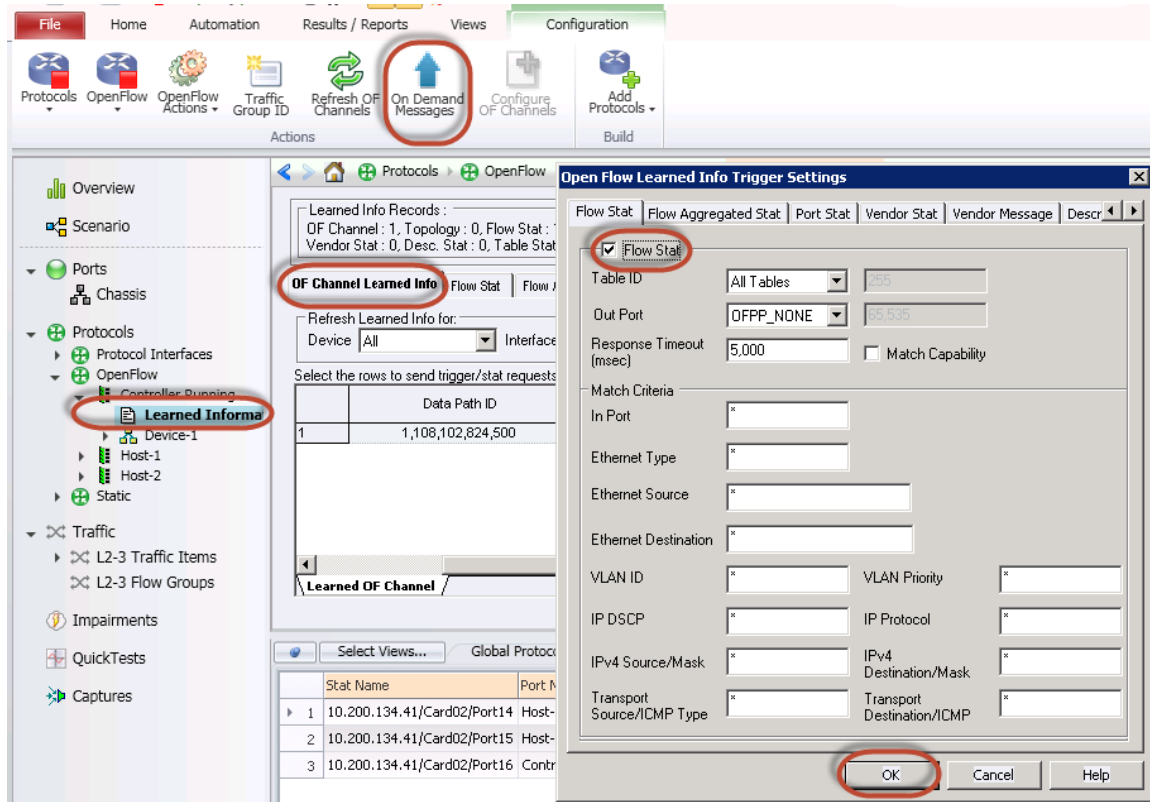 File Home Automation Results / Reports Views Configuration
Protocols OpenFlow OpenFlow Actions Traffic Group ID Refresh OF Channels On Demand Messages Configure OF Channels Add Protocols
Actions Build
Overview
Scenario
Ports
Chassis
Protocols
Protocol Interfaces
OpenFlow
Controller Running
Learned Informa
Device-1
Host-1
Host-2
Static
Traffic
L2-3 Traffic Items
L2-3 Flow Groups
Impairments
QuickTests
Captures
Protocols OpenFlow
Learned Info Records :
OF Channel : 1, Topology : 0, Flow Stat :
Vendor Stat : 0, Desc. Stat : 0, Table Stat
OF Channel Learned Info Flow Stat Flow
Refresh Learned Info for:
Device All Interface
Select the rows to send trigger/stat requests
Data Path ID
1 1,108,102,824,500
Learned OF Channel
Select Views... Global Protoco
Stat Name Port N
1 10.200.134.41/Card02/Port14 Host-
2 10.200.134.41/Card02/Port15 Host-
3 10.200.134.41/Card02/Port16 Contr
Open Flow Learned Info Trigger Settings
Flow Stat Flow Aggregated Stat Port Stat Vendor Stat Vendor Message Descr
Flow Stat
Table ID All Tables 255
Out Port OFPP_NONE 65,535
Response Timeout (msec) 5,000 Match Capability
Match Criteria
In Port *
Ethernet Type *
Ethernet Source *
Ethernet Destination *
VLAN ID * VLAN Priority *
IP DSCP * IP Protocol *
IPv4 Source/Mask * IPv4 Destination/Mask *
Transport Source/ICMP Type * Transport Destination/ICMP *
OK Cancel Help